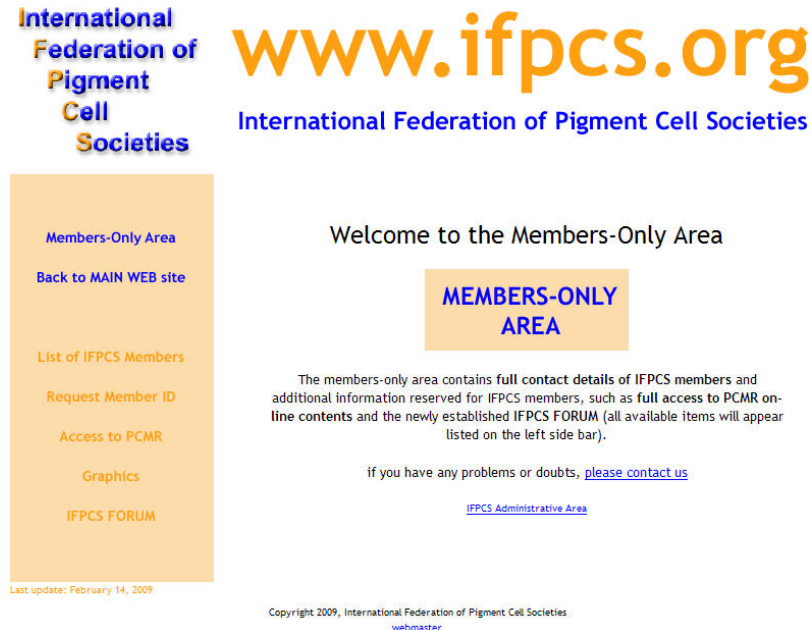 International
Federation of
Pigment
Cell
Societies
www.ifpcs.org
International Federation of Pigment Cell Societies
Members-Only Area
Back to MAIN WEB site
List of IFPCS Members
Request Member ID
Access to PCMR
Graphics
IFPCS FORUM
Last update: February 14, 2009
Welcome to the Members-Only Area
MEMBERS-ONLY
AREA
The members-only area contains full contact details of IFPCS members and
additional information reserved for IFPCS members, such as full access to PCMR on-
line contents and the newly established IFPCS FORUM (all available items will appear
listed on the left side bar).
if you have any problems or doubts, please contact us
IFPCS Administrative Area
Copyright 2009, International Federation of Pigment Cell Societies
webmaster